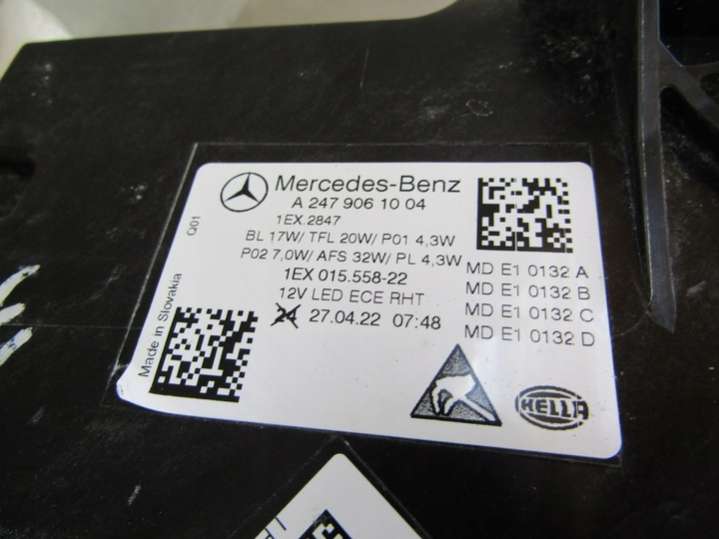 Mercedes-Benz
A 247 906 10 04
1EX.2847
BL 17W/ TFL 20W/ P01 4,3W
P02 7,0W/ AFS 32W/ PL 4,3W
1EX 015.558-22
12V LED ECE RHT
24 27.04.22 07:48
MD E1 0132 A
MD E1 0132 B
MD E1 0132 C
MD E1 0132 D
Q01
Made in Slovakia
HELLA